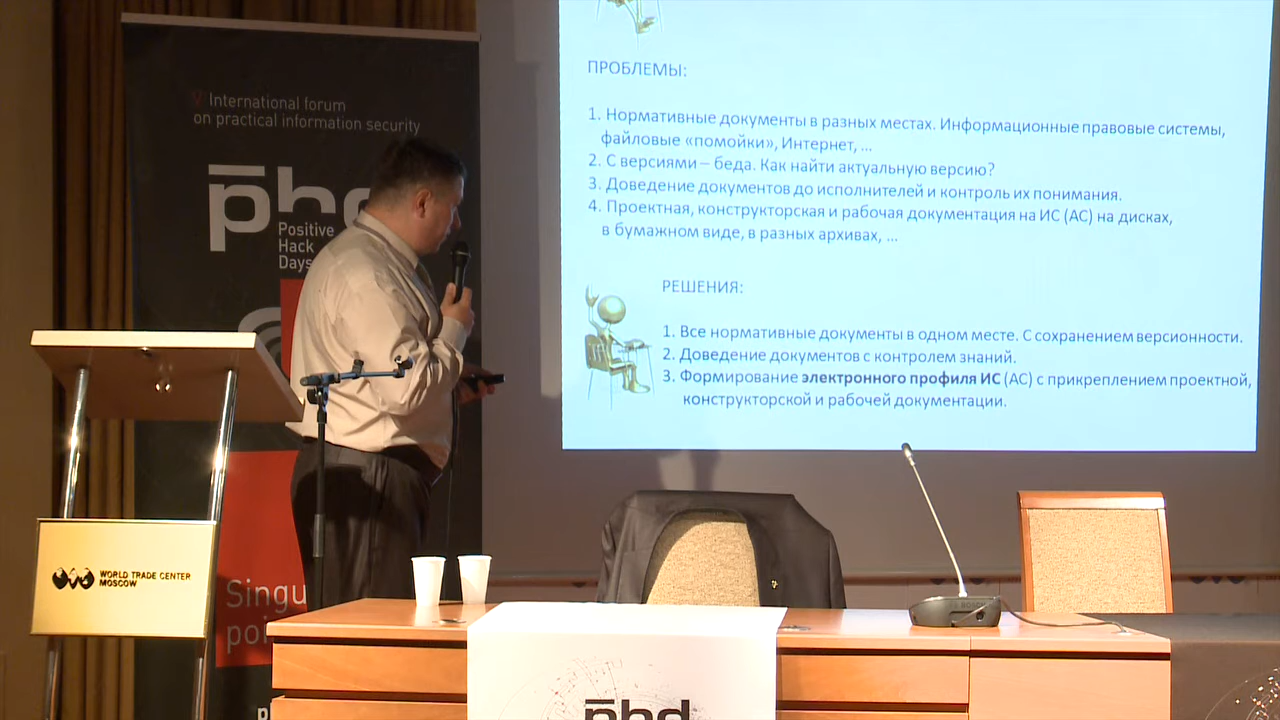 International forum
on practical information security
phd
Positive
Hack
Days
ПРОБЛЕМЫ:
1. Нормативные документы в разных местах. Информационные правовые системы,
файловые «помойки», Интернет, ...
2. С версиями – беда. Как найти актуальную версию?
3. Доведение документов до исполнителей и контроль их понимания.
4. Проектная, конструкторская и рабочая документация на ИС (АС) на дисках,
в бумажном виде, в разных архивах, ...
РЕШЕНИЯ:
1. Все нормативные документы в одном месте. С сохранением версионности.
2. Доведение документов с контролем знаний.
3. Формирование электронного профиля ИС (АС) с прикреплением проектной,
конструкторской и рабочей документации.
WORLD TRADE CENTER
MOSCOW
Singu
poi
phd